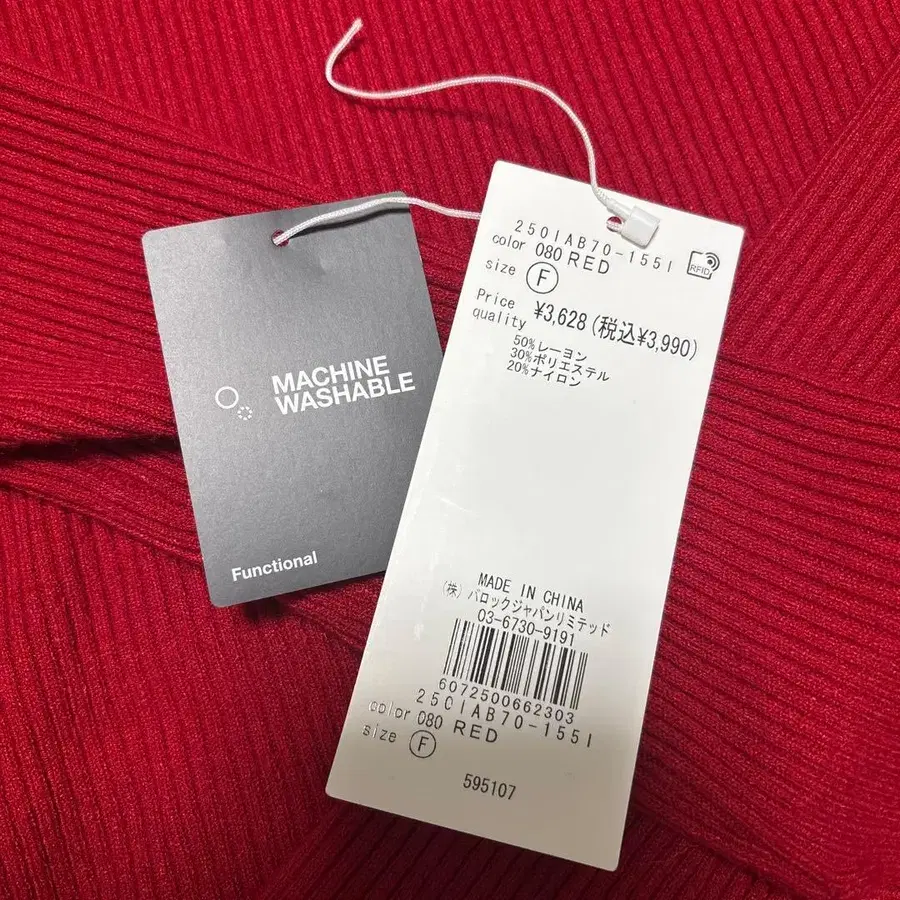 MACHINE
WASHABLE
Functional
250IAB70-1551
color 080 RED
size F
RFID
Price ¥3,628 (税込¥3,990)
quality
50%レーヨン
30%ポリエステル
20%ナイロン
MADE IN CHINA
(株) バロックジャパンリミテッド
03-6730-9191
6072500662303
250IAB70-1551
color 080 RED
size F
595107